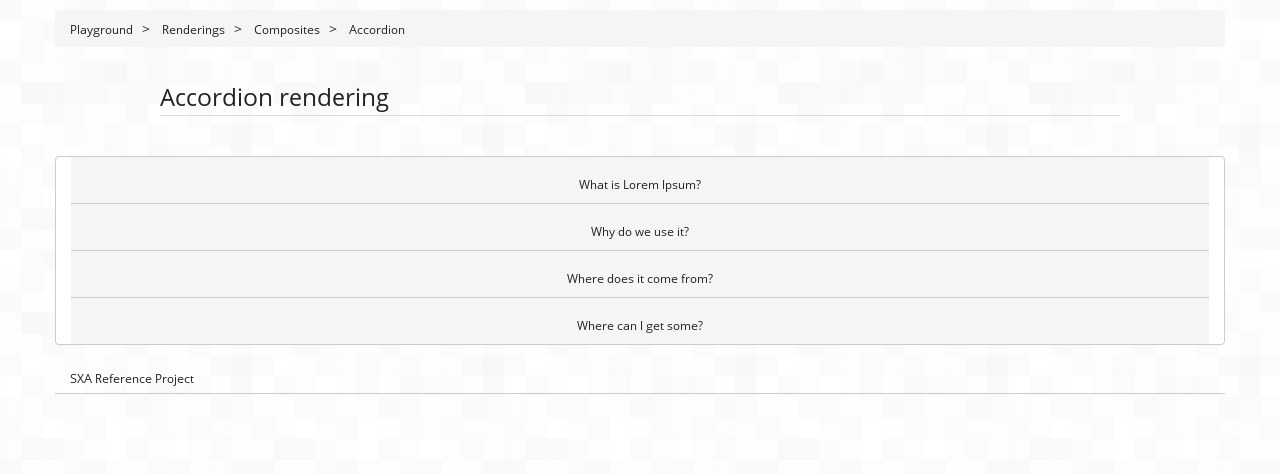 Playground > Renderings > Composites > Accordion
Accordion rendering
What is Lorem Ipsum?
Why do we use it?
Where does it come from?
Where can I get some?
SXA Reference Project